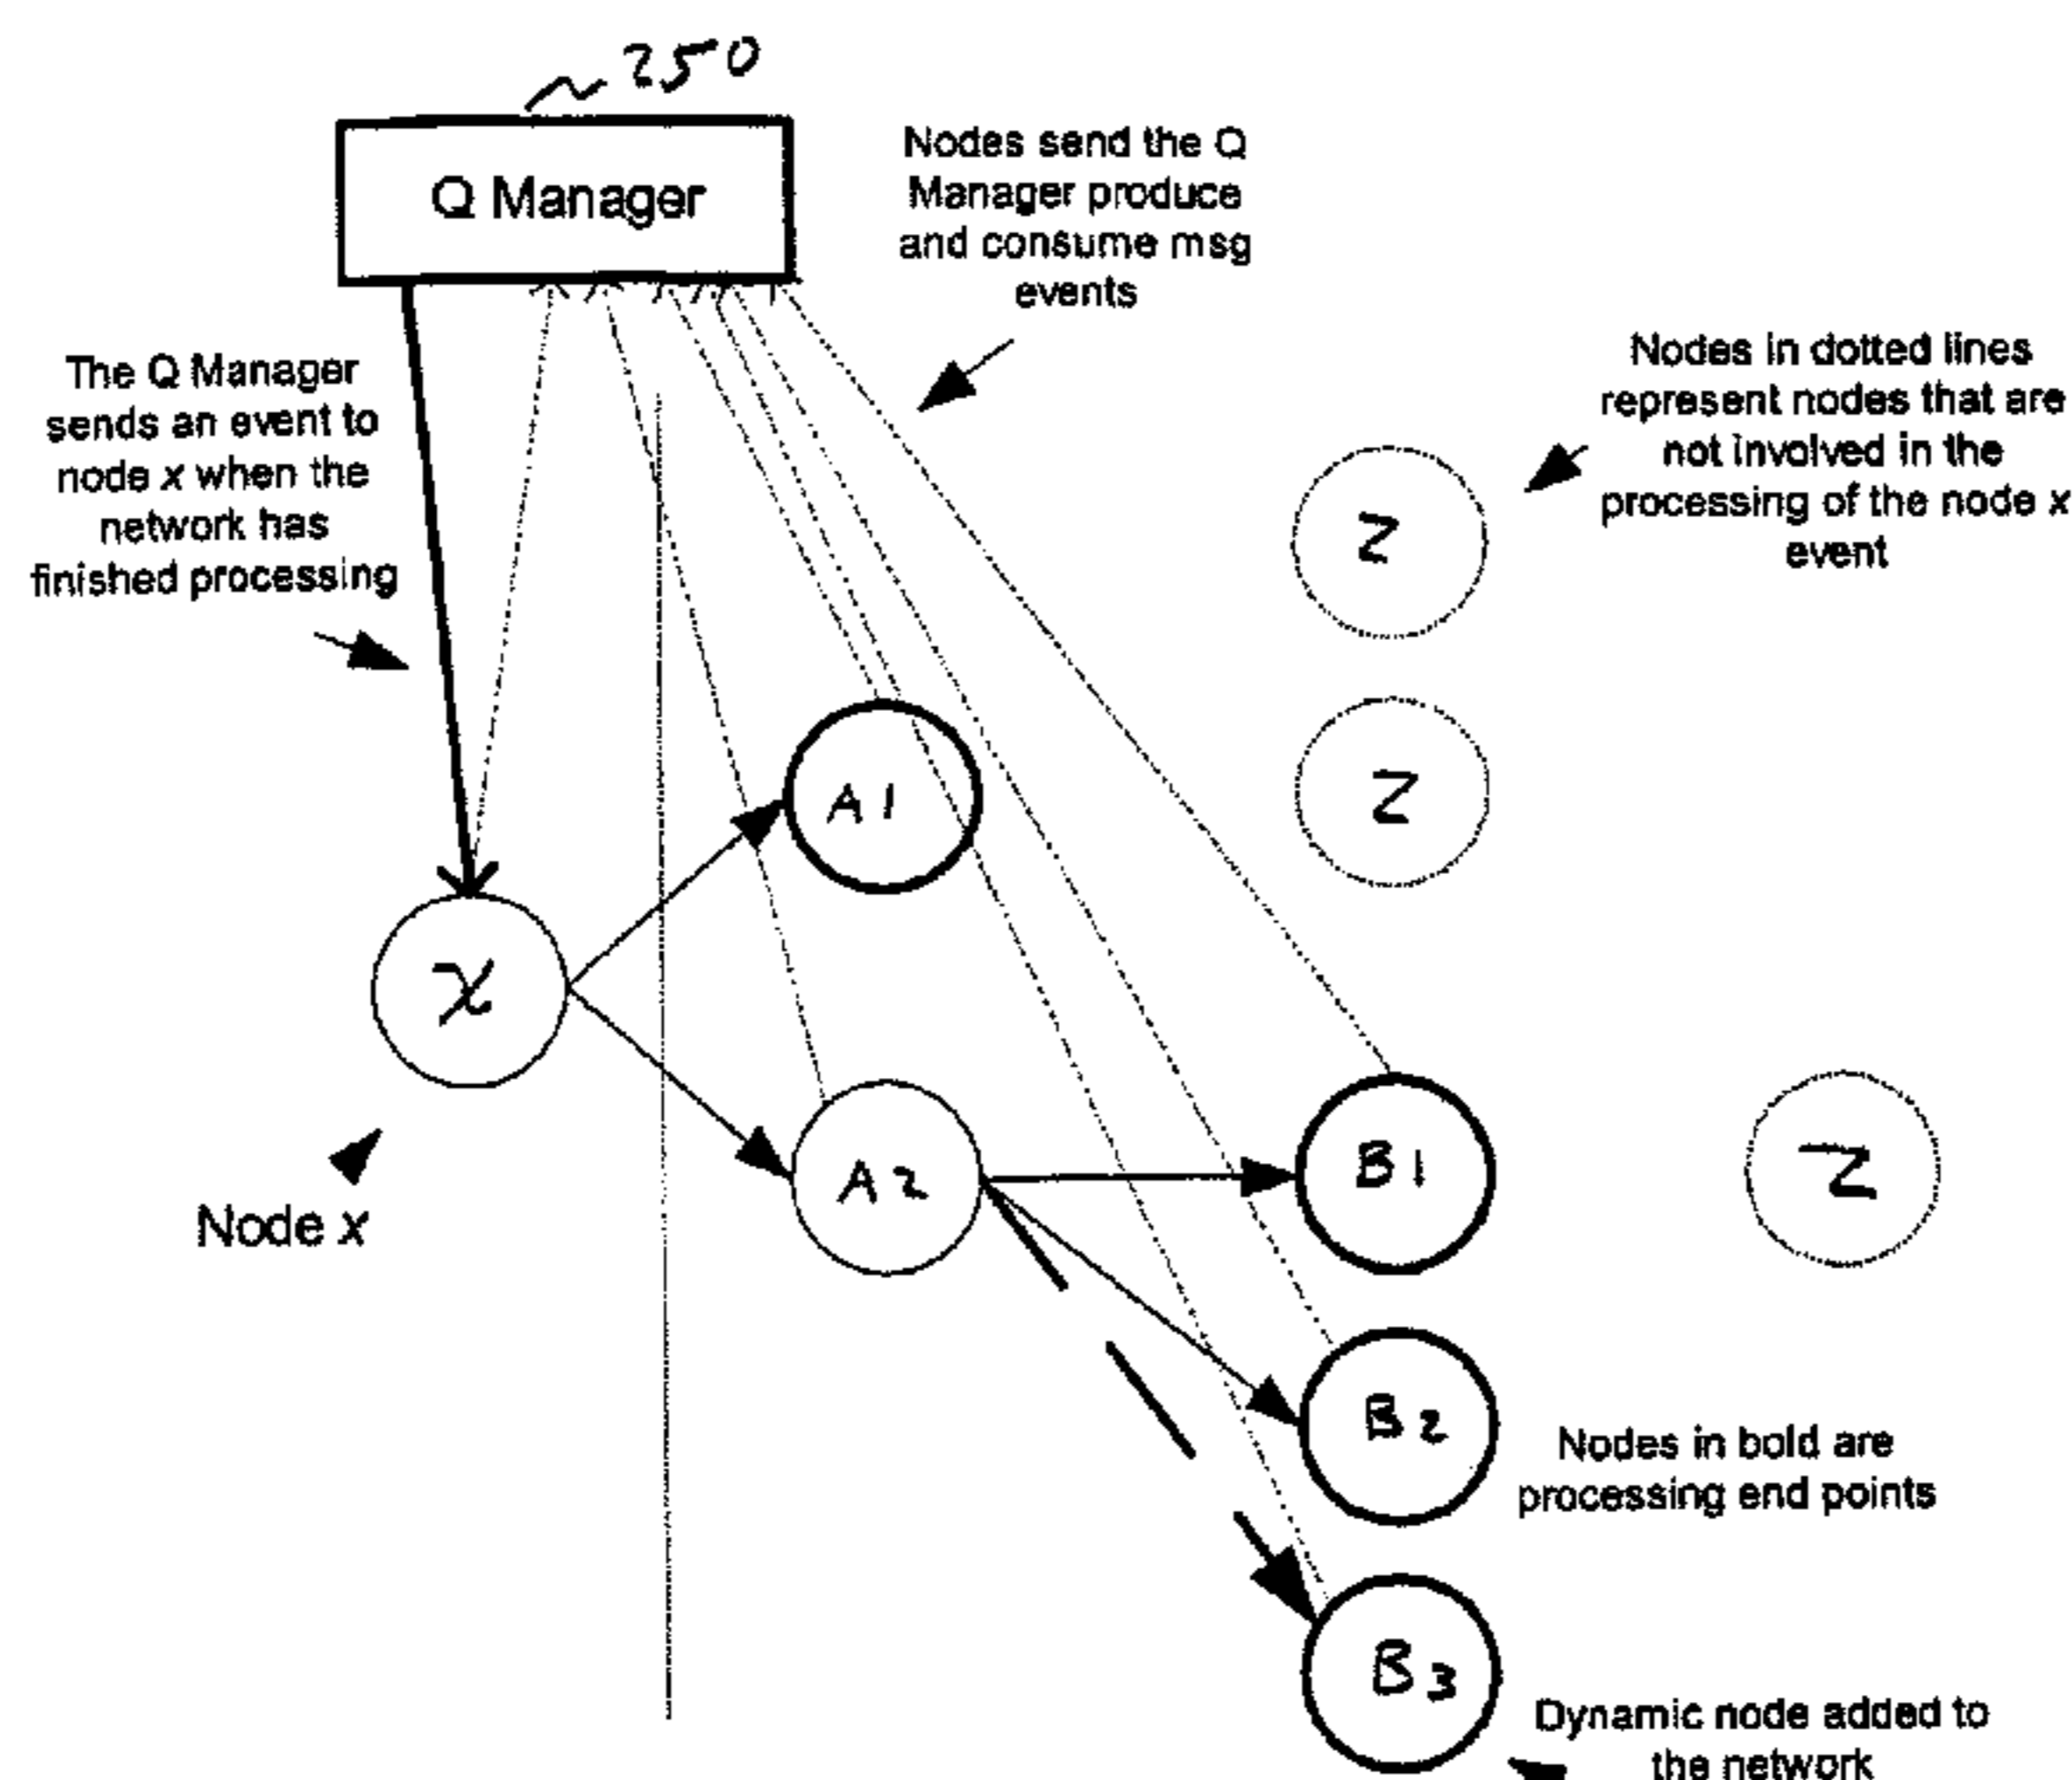 ~250
Q Manager
Nodes send the Q
Manager produce
and consume msg
events
The Q Manager
sends an event to
node x when the
network has
finished processing
Nodes in dotted lines
represent nodes that are
not involved in the
processing of the node x
event
Z
A1
Z
x
A2
B1
Z
Node x
B2
Nodes in bold are
processing end points
B3
Dynamic node added to
the network